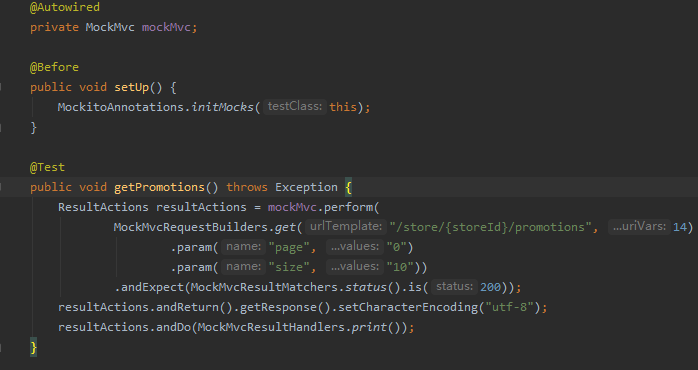 @Autowired
private MockMvc mockMvc;
@Before
public void setUp() {
MockitoAnnotations.initMocks( testClass: this);
}
@Test
public void getPromotions() throws Exception {
ResultActions resultActions = mockMvc.perform(
MockMvcRequestBuilders.get( urlTemplate: "/store/{storeId}/promotions", ...uriVars: 14)
.param( name: "page", ...values: "0")
.param( name: "size", ...values: "10"))
.andExpect(MockMvcResultMatchers.status().is( status: 200));
resultActions.andReturn().getResponse().setCharacterEncoding("utf-8");
resultActions.andDo(MockMvcResultHandlers.print());
}